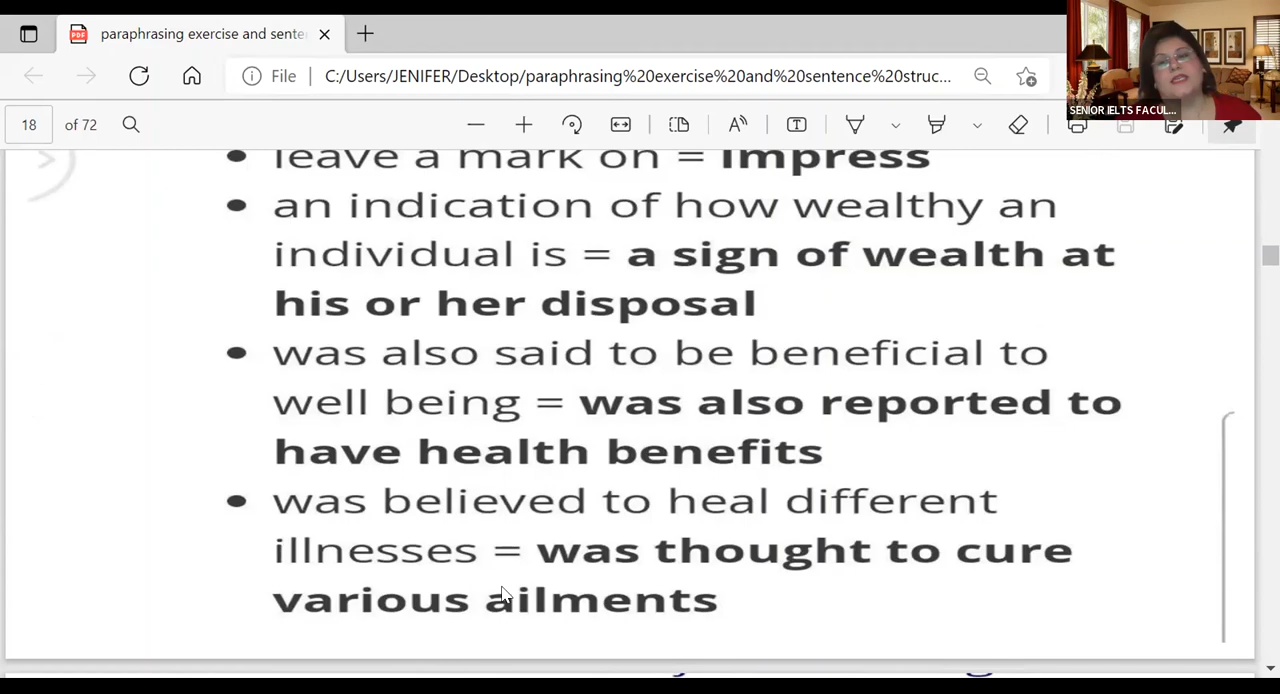 paraphrasing exercise and sente
File C:/Users/JENIFER/Desktop/paraphrasing%20exercise%20and%20sentence%20struc...
SENIOR IELTS FACUL...
18 of 72
• leave a mark on = impress
• an indication of how wealthy an
individual is = a sign of wealth at
his or her disposal
• was also said to be beneficial to
well being = was also reported to
have health benefits
• was believed to heal different
illnesses = was thought to cure
various ailments